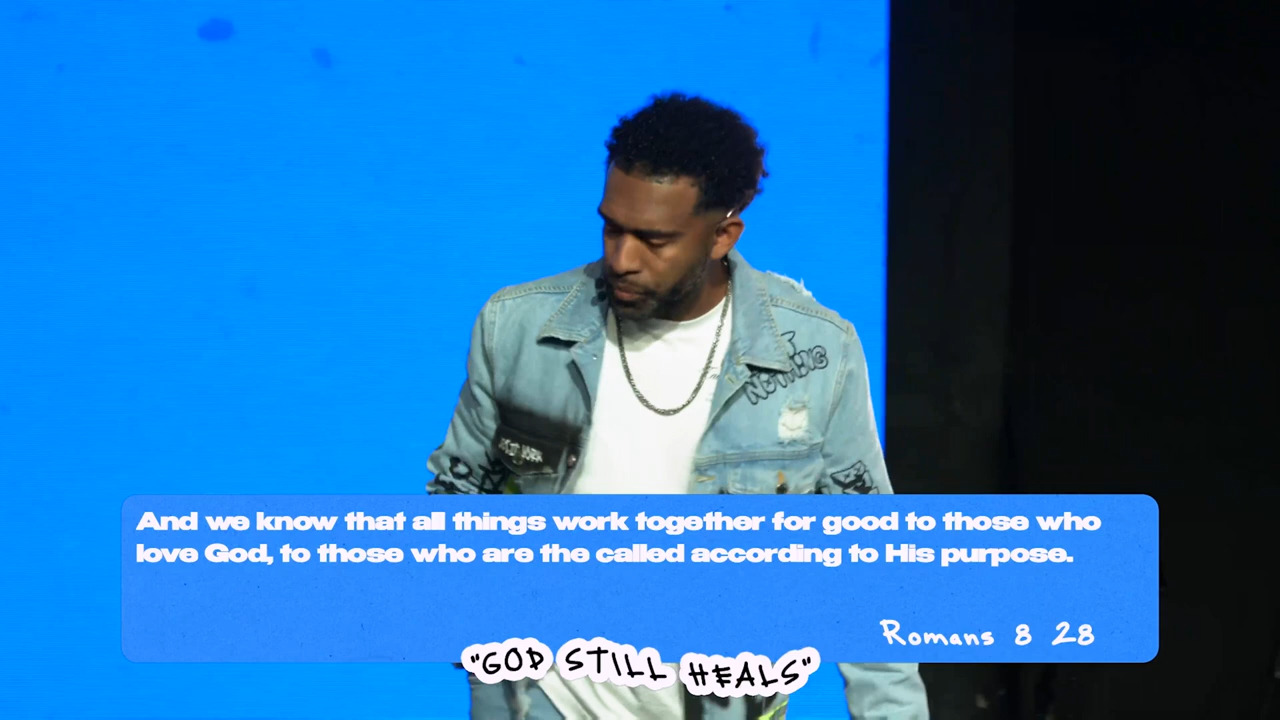 NOTHING
And we know that all things work together for good to those who
love God, to those who are the called according to His purpose.
Romans 8 28
"GOD STILL HEALS"